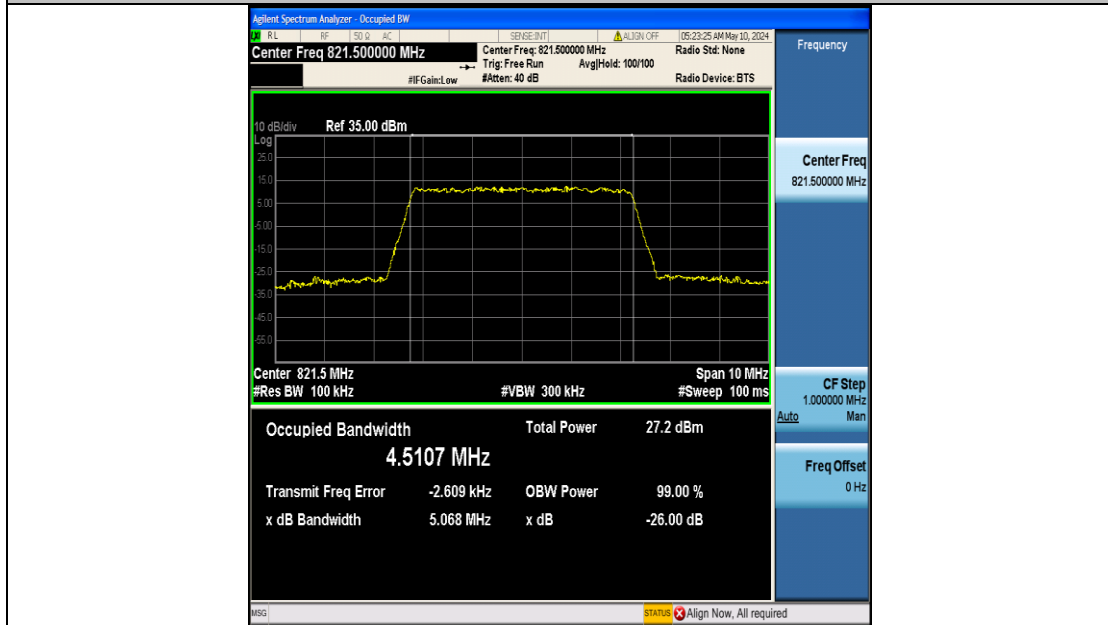 Agilent Spectrum Analyzer - Occupied BW
RL RF 50 Ω AC SENSE:INT ALIGN OFF 05:23:25 AM May 10, 2024
Center Freq 821.500000 MHz
Center Freq: 821.500000 MHz
Radio Std: None
Trig: Free Run Avg|Hold: 100/100
#IFGain:Low #Atten: 40 dB
Radio Device: BTS
Frequency
10 dB/div Ref 35.00 dBm
Log
25.0
15.0
5.00
-5.00
-15.0
-25.0
-35.0
-45.0
-55.0
Center 821.5 MHz Span 10 MHz
#Res BW 100 kHz #VBW 300 kHz #Sweep 100 ms
Occupied Bandwidth Total Power 27.2 dBm
4.5107 MHz
Transmit Freq Error -2.609 kHz OBW Power 99.00 %
x dB Bandwidth 5.068 MHz x dB -26.00 dB
Center Freq
821.500000 MHz
CF Step
1.000000 MHz
Auto Man
Freq Offset
0 Hz
MSG STATUS Align Now, All required